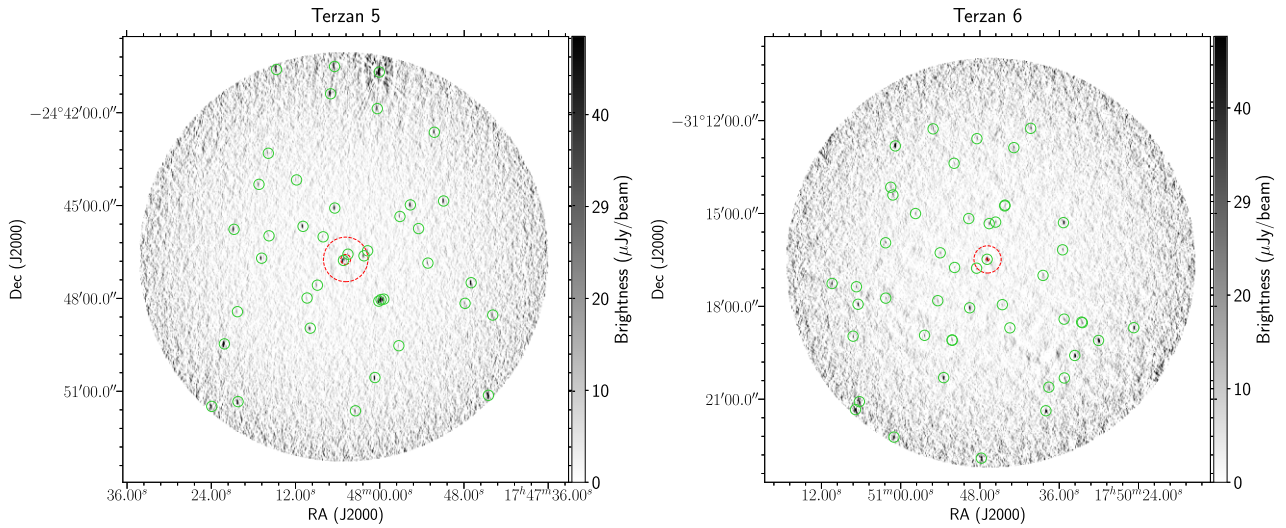 Terzan 5
−24°42′00.0″
45′00.0″
48′00.0″
51′00.0″
Dec (J2000)
36.00ˢ 24.00ˢ 12.00ˢ 48ᵐ00.00ˢ 48.00ˢ 17ʰ47ᵐ36.00ˢ
RA (J2000)
40
29
20
10
0
Brightness (μJy/beam)
Terzan 6
−31°12′00.0″
15′00.0″
18′00.0″
21′00.0″
Dec (J2000)
12.00ˢ 51ᵐ00.00ˢ 48.00ˢ 36.00ˢ 17ʰ50ᵐ24.00ˢ
RA (J2000)
40
29
20
10
0
Brightness (μJy/beam)